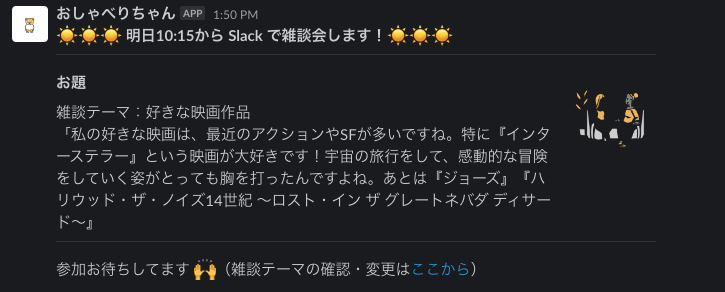 おしゃべりちゃん APP 1:50 PM
明日10:15から Slack で雑談会します！
お題
雑談テーマ：好きな映画作品
「私の好きな映画は、最近のアクションやSFが多いですね。特に『インタ
ーステラー』という映画が大好きです！宇宙の旅行をして、感動的な冒険
をしていく姿がとっても胸を打ったんですよね。あとは『ジョーズ』『ハ
リウッド・ザ・ノイズ14世紀 〜ロスト・イン ザ グレートネバダ ディサー
ド〜』
参加お待ちしてます 🙌（雑談テーマの確認・変更はここから）